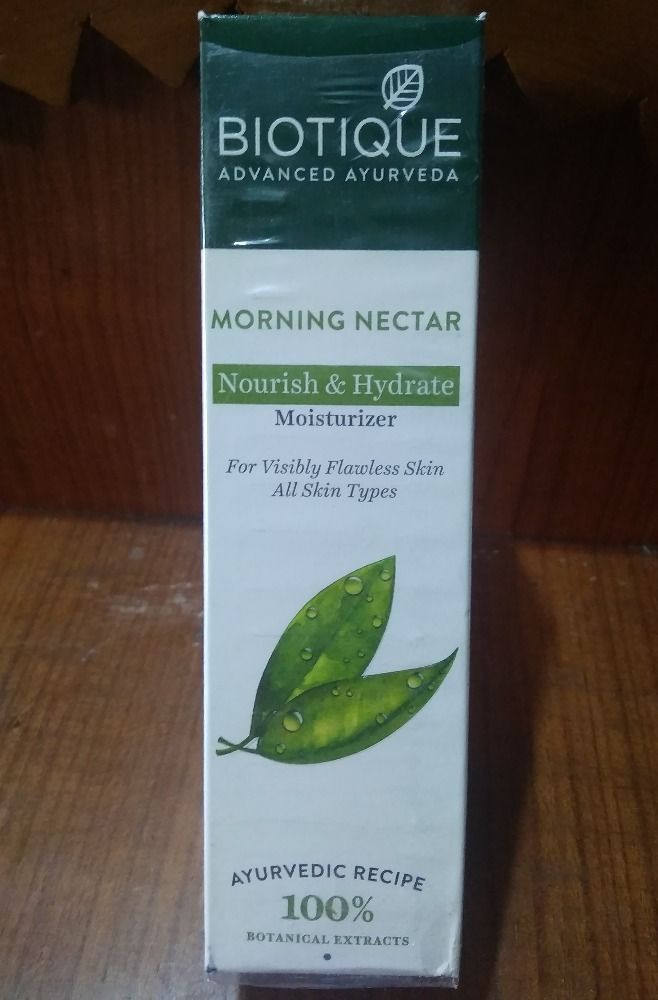 BIOTIQUE
ADVANCED AYURVEDA
MORNING NECTAR
Nourish & Hydrate
Moisturizer
For Visibly Flawless Skin
All Skin Types
AYURVEDIC RECIPE
100%
BOTANICAL EXTRACTS